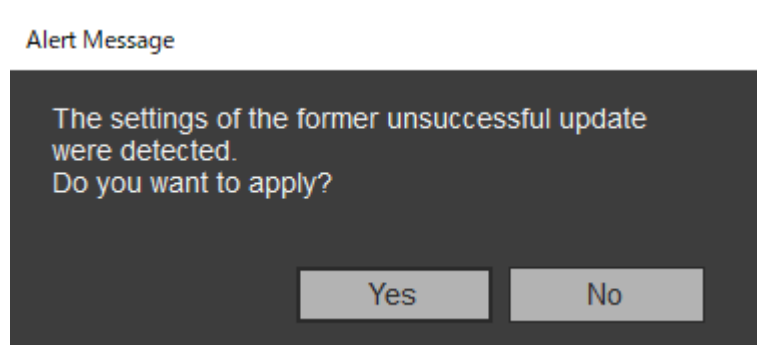 Alert Message
The settings of the former unsuccessful update
were detected.
Do you want to apply?
Yes
No